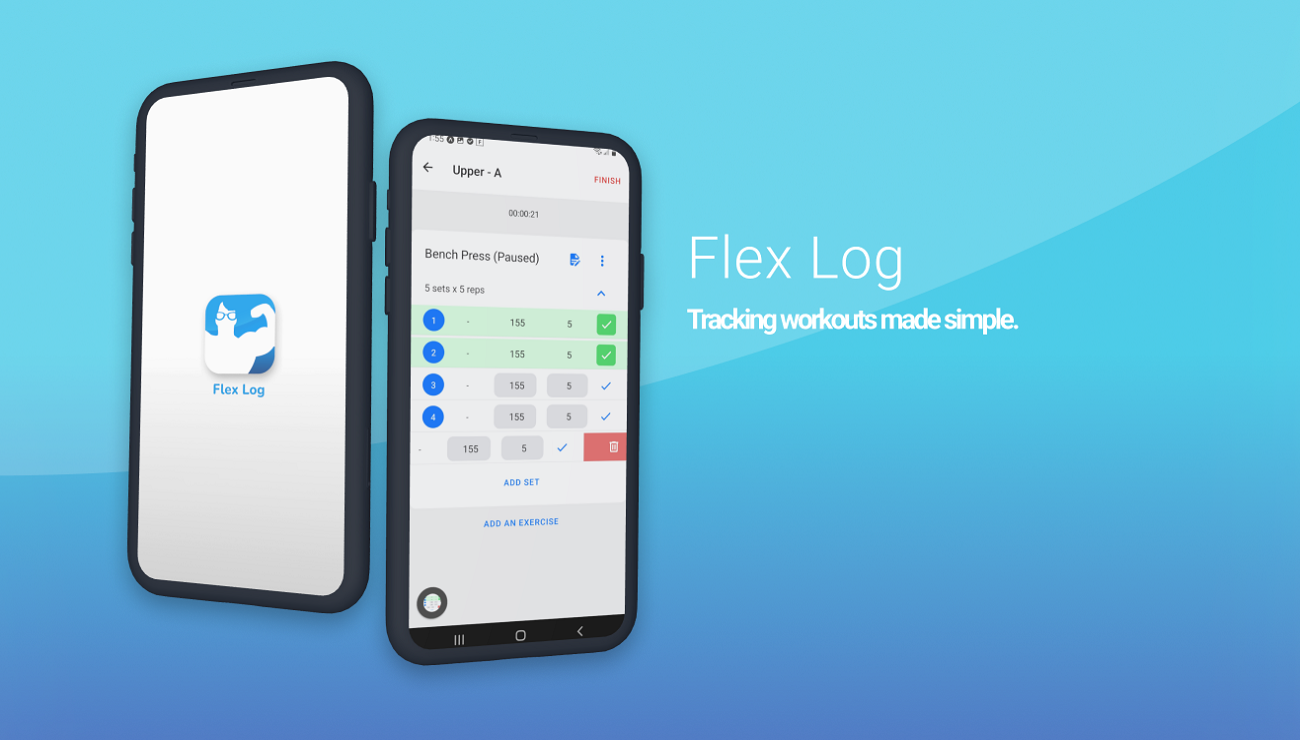 Flex Log
1:55
Upper - A
FINISH
00:00:21
Bench Press (Paused)
5 sets x 5 reps
1 - 155 5
2 - 155 5
3 - 155 5
4 - 155 5
- 155 5
ADD SET
ADD AN EXERCISE
Flex Log
Tracking workouts made simple.